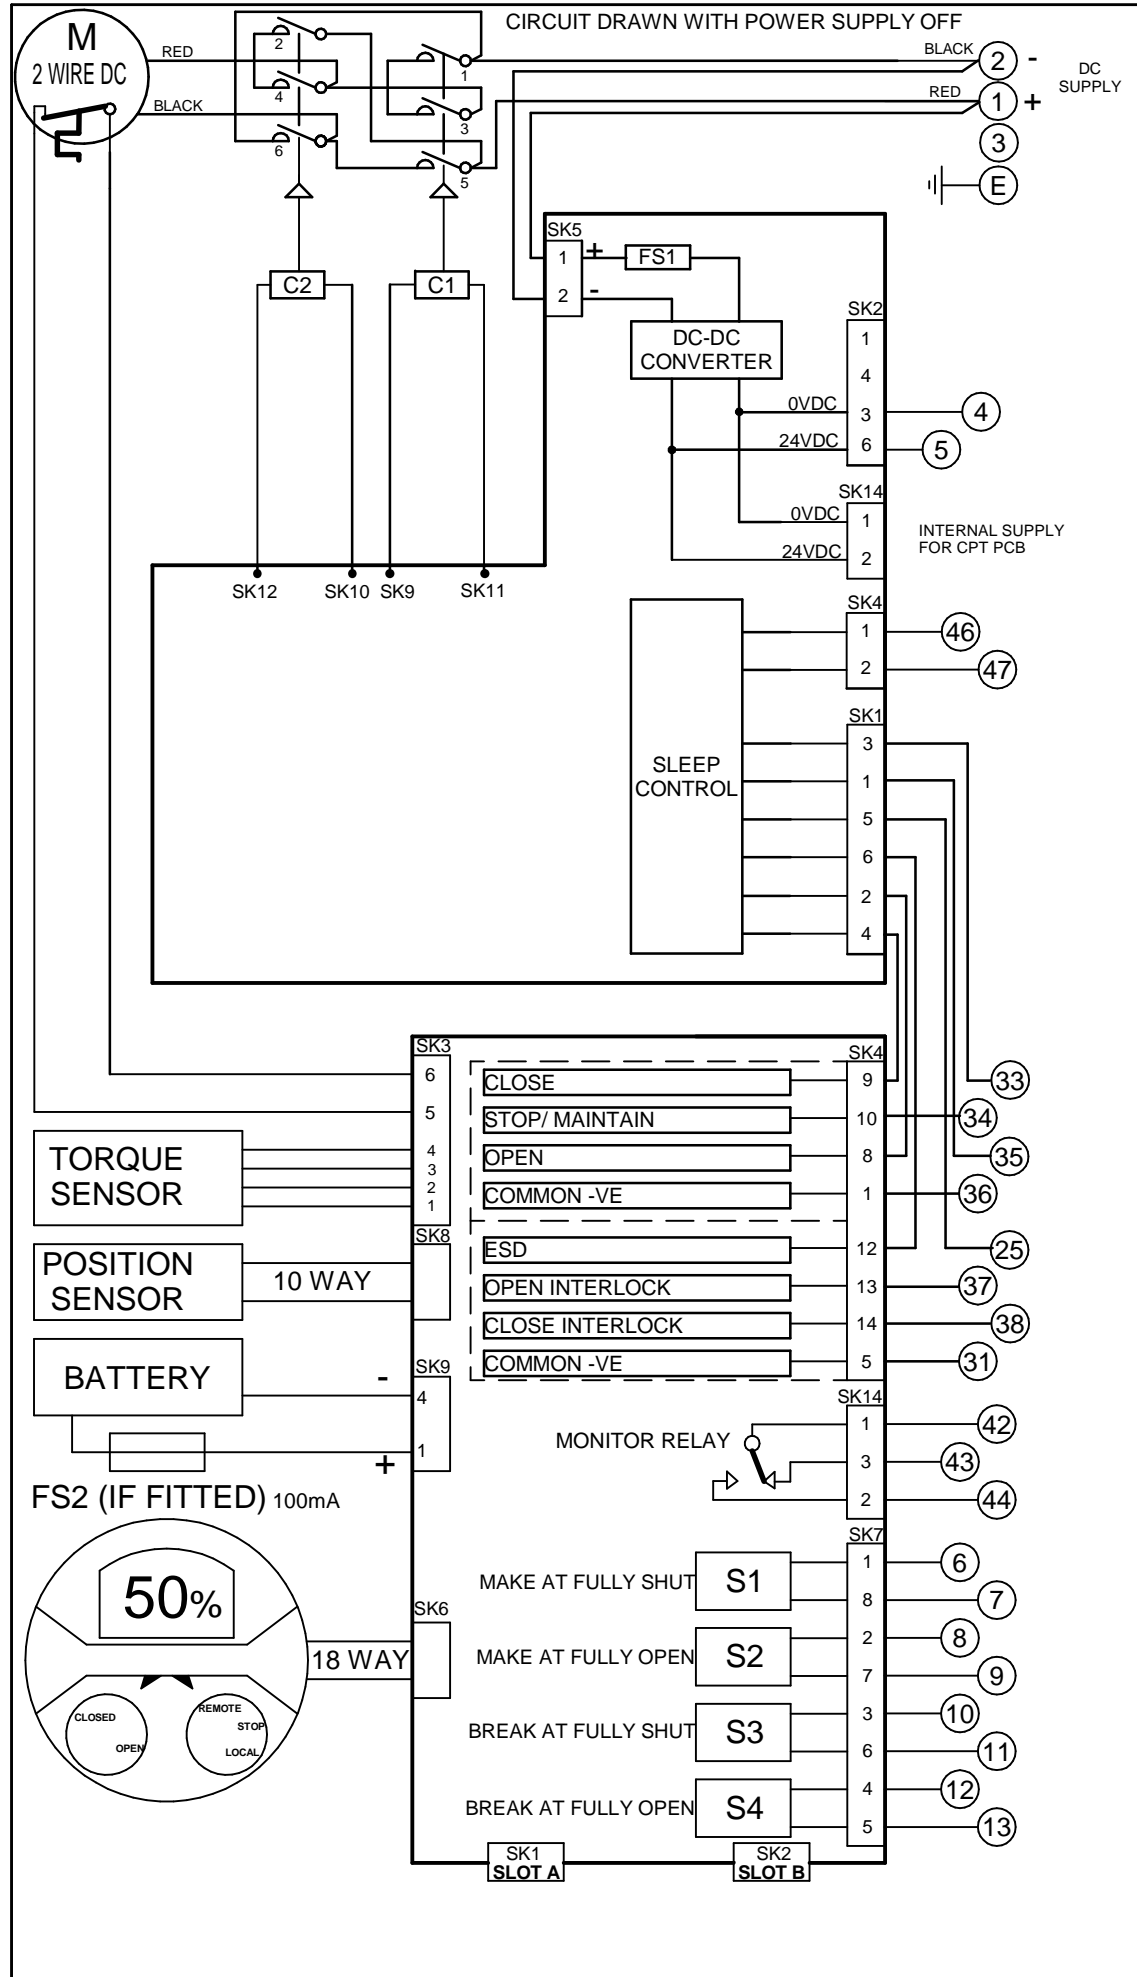 CIRCUIT DRAWN WITH POWER SUPPLY OFF
M
2 WIRE DC
RED
BLACK
2
4
6
1
3
5
BLACK
2
-
RED
1
+
DC
SUPPLY
3
E
C2
C1
SK5
1
+
FS1
2
-
DC-DC
CONVERTER
SK2
1
4
0VDC
3
4
24VDC
6
5
SK14
0VDC
1
24VDC
2
INTERNAL SUPPLY
FOR CPT PCB
SK12
SK10
SK9
SK11
SLEEP
CONTROL
SK4
1
46
2
47
SK1
3
1
5
6
2
4
SK3
6
5
4
3
2
1
TORQUE
SENSOR
POSITION
SENSOR
10 WAY
SK8
BATTERY
-
+
SK9
4
1
FS2 (IF FITTED) 100mA
SK4
CLOSE
9
33
STOP/ MAINTAIN
10
34
OPEN
8
35
COMMON -VE
1
36
ESD
12
25
OPEN INTERLOCK
13
37
CLOSE INTERLOCK
14
38
COMMON -VE
5
31
SK14
MONITOR RELAY
1
42
3
43
2
44
50%
CLOSED
OPEN
REMOTE
STOP
LOCAL
18 WAY
SK6
SK7
MAKE AT FULLY SHUT
S1
1
6
8
7
MAKE AT FULLY OPEN
S2
2
8
7
9
BREAK AT FULLY SHUT
S3
3
10
6
11
BREAK AT FULLY OPEN
S4
4
12
5
13
SK1
SLOT A
SK2
SLOT B